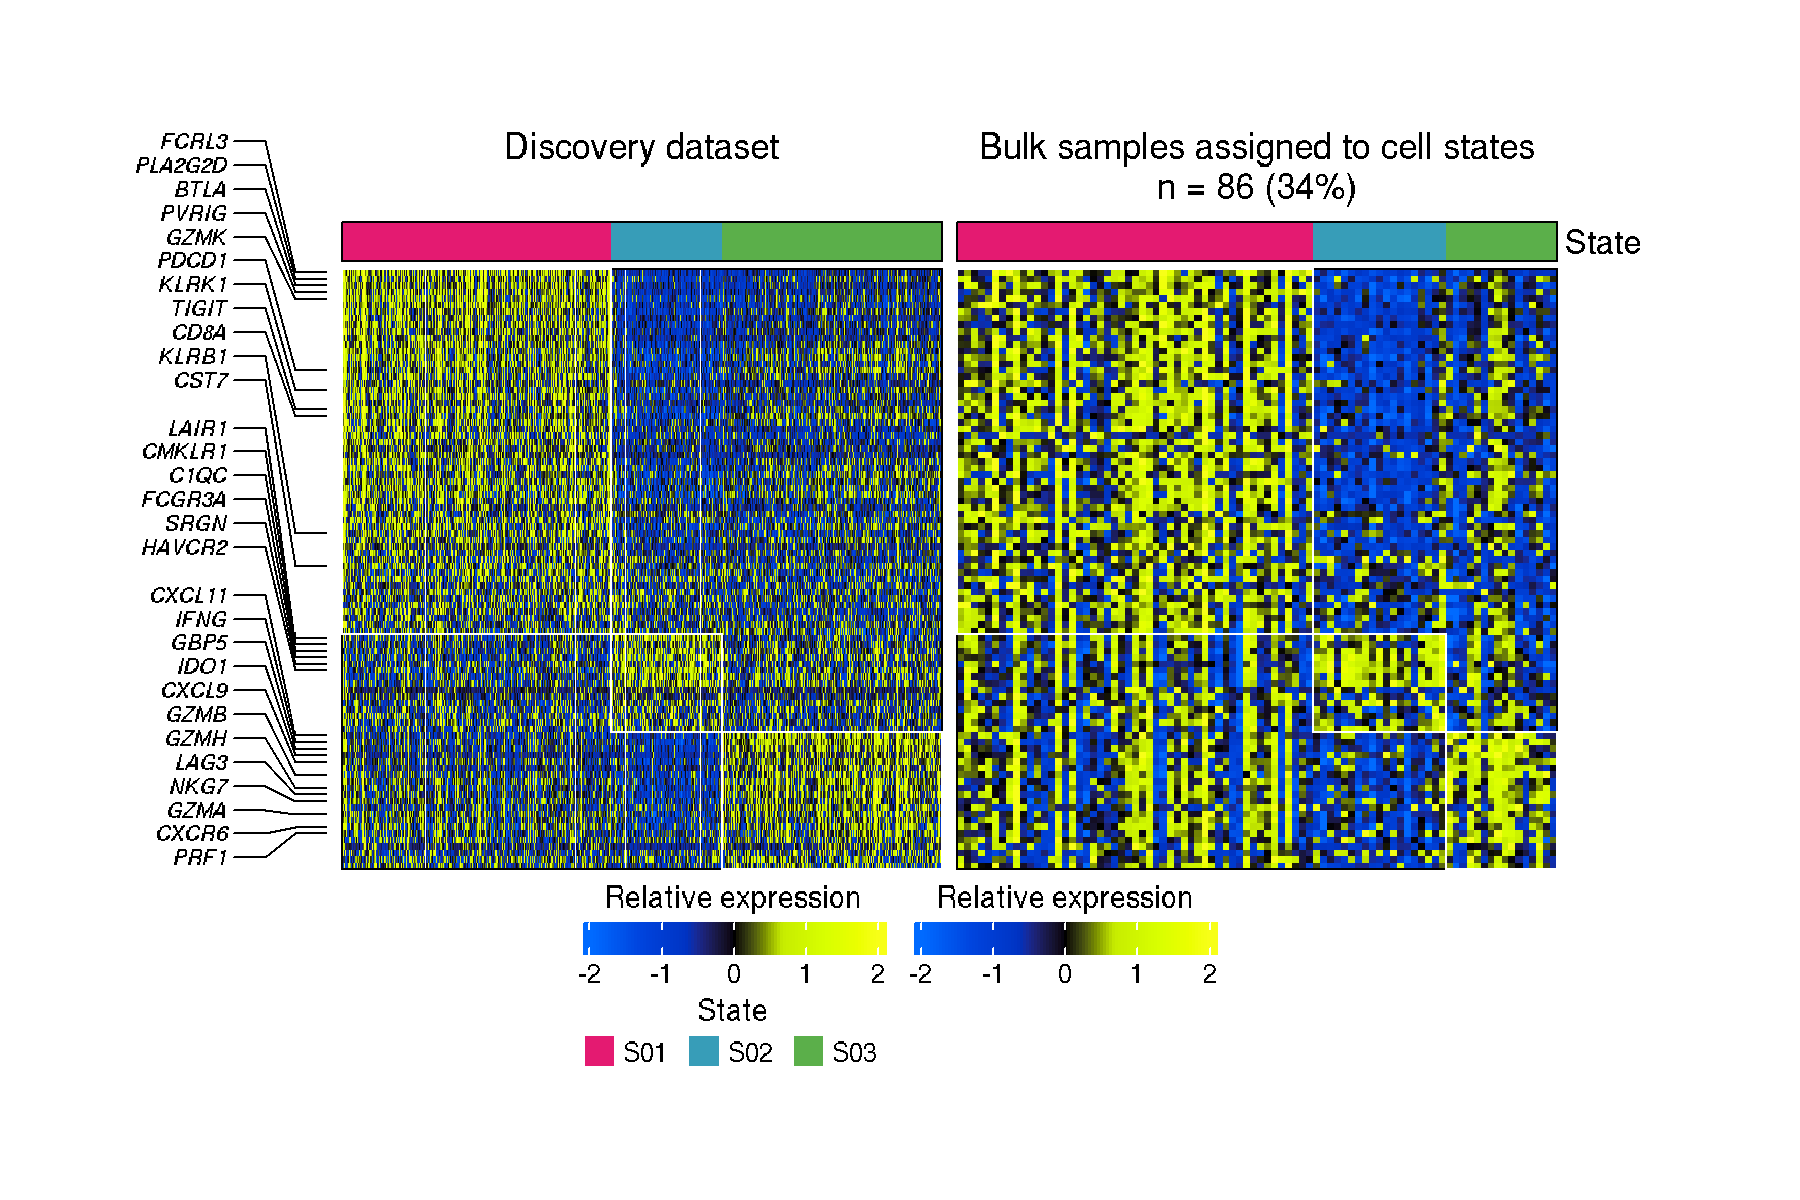 Discovery dataset
Bulk samples assigned to cell states
n = 86 (34%)
State
FCRL3
PLA2G2D
BTLA
PVRIG
GZMK
PDCD1
KLRK1
TIGIT
CD8A
KLRB1
CST7
LAIR1
CMKLR1
C1QC
FCGR3A
SRGN
HAVCR2
CXCL11
IFNG
GBP5
IDO1
CXCL9
GZMB
GZMH
LAG3
NKG7
GZMA
CXCR6
PRF1
Relative expression
-2 -1 0 1 2
Relative expression
-2 -1 0 1 2
State
S01 S02 S03